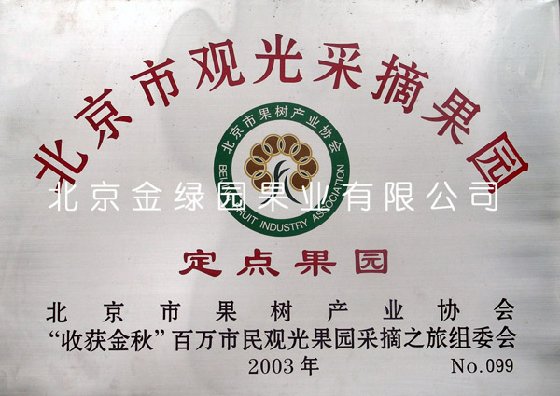 北京市观光采摘果园
北京市果树产业协会
BEIJING FRUIT INDUSTRY ASSOCIATION
北京金绿园果业有限公司
定点果园
北京市果树产业协会
“收获金秋”百万市民观光果园采摘之旅组委会
2003年 No.099